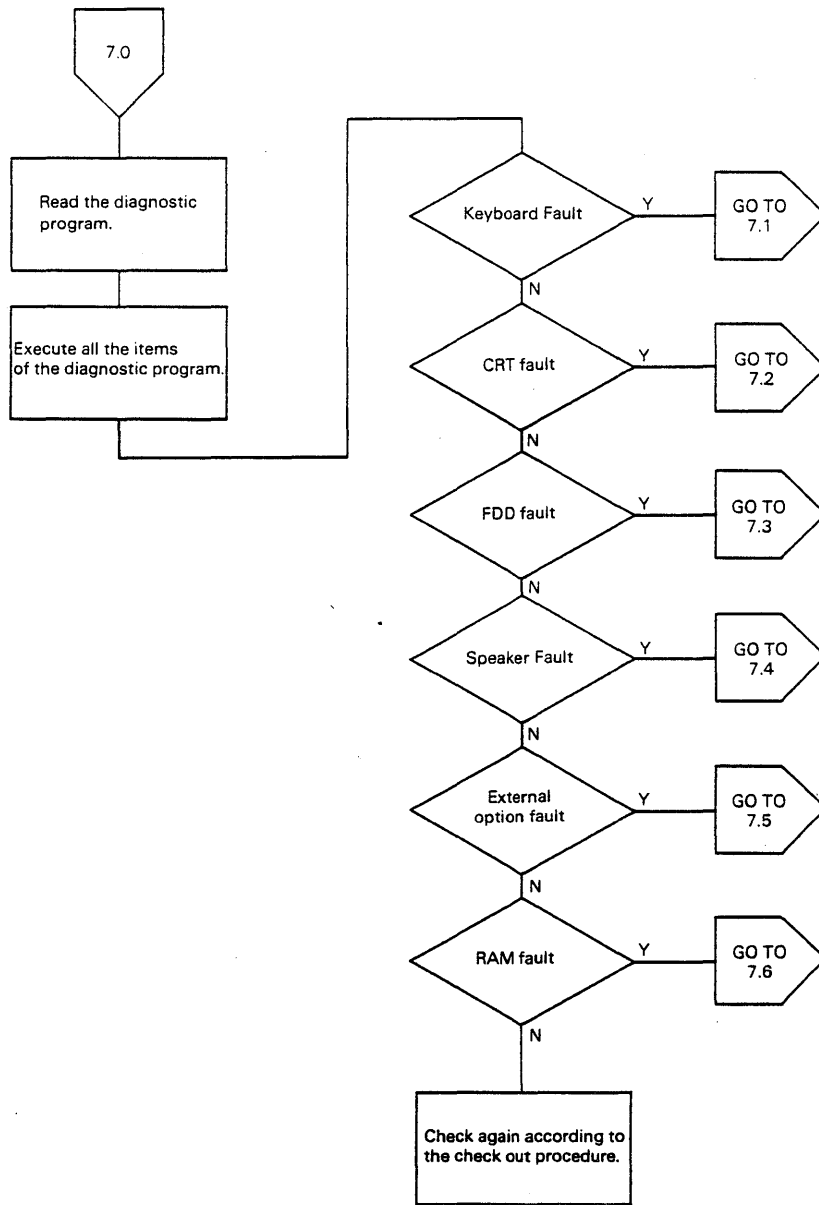 7.0
Read the diagnostic
program.
Execute all the items
of the diagnostic program.
Keyboard Fault
Y
GO TO
7.1
N
CRT fault
Y
GO TO
7.2
N
FDD fault
Y
GO TO
7.3
N
Speaker Fault
Y
GO TO
7.4
N
External
option fault
Y
GO TO
7.5
N
RAM fault
Y
GO TO
7.6
N
Check again according to
the check out procedure.